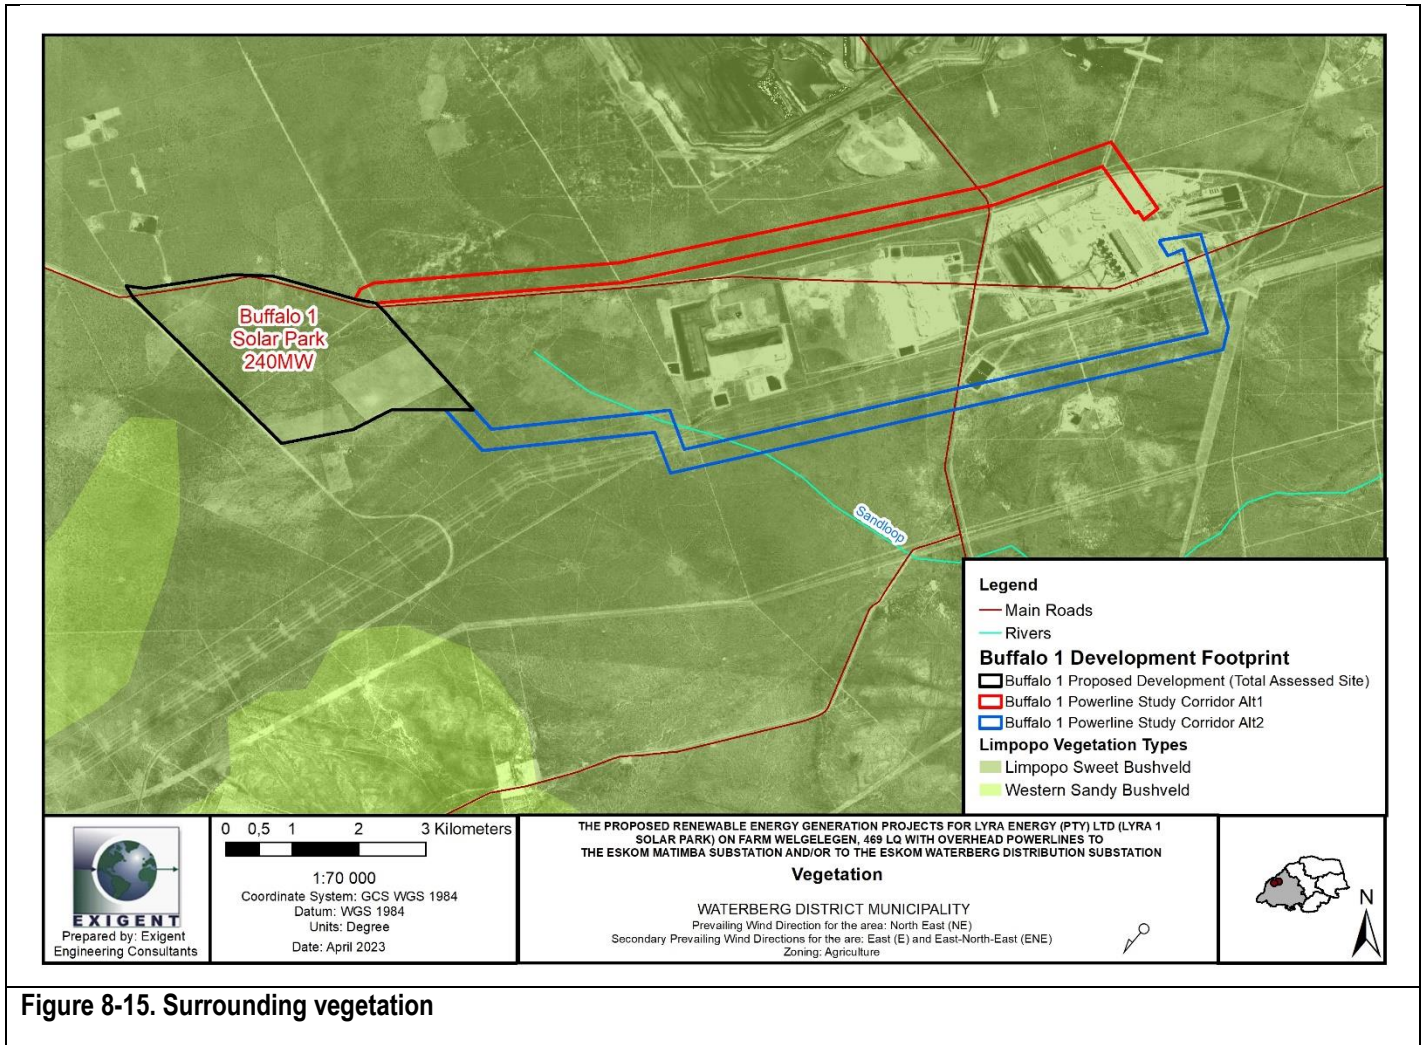 Buffalo 1
Solar Park
240MW
Sandloop
Legend
Main Roads
Rivers
Buffalo 1 Development Footprint
Buffalo 1 Proposed Development (Total Assessed Site)
Buffalo 1 Powerline Study Corridor Alt1
Buffalo 1 Powerline Study Corridor Alt2
Limpopo Vegetation Types
Limpopo Sweet Bushveld
Western Sandy Bushveld
EXIGENT
Prepared by: Exigent
Engineering Consultants
0 0,5 1 2 3 Kilometers
1:70 000
Coordinate System: GCS WGS 1984
Datum: WGS 1984
Units: Degree
Date: April 2023
THE PROPOSED RENEWABLE ENERGY GENERATION PROJECTS FOR LYRA ENERGY (PTY) LTD (LYRA 1
SOLAR PARK) ON FARM WELGELEGEN, 469 LQ WITH OVERHEAD POWERLINES TO
THE ESKOM MATIMBA SUBSTATION AND/OR TO THE ESKOM WATERBERG DISTRIBUTION SUBSTATION
Vegetation
WATERBERG DISTRICT MUNICIPALITY
Prevailing Wind Direction for the area: North East (NE)
Secondary Prevailing Wind Directions for the are: East (E) and East-North-East (ENE)
Zoning: Agriculture
N
Figure 8-15. Surrounding vegetation